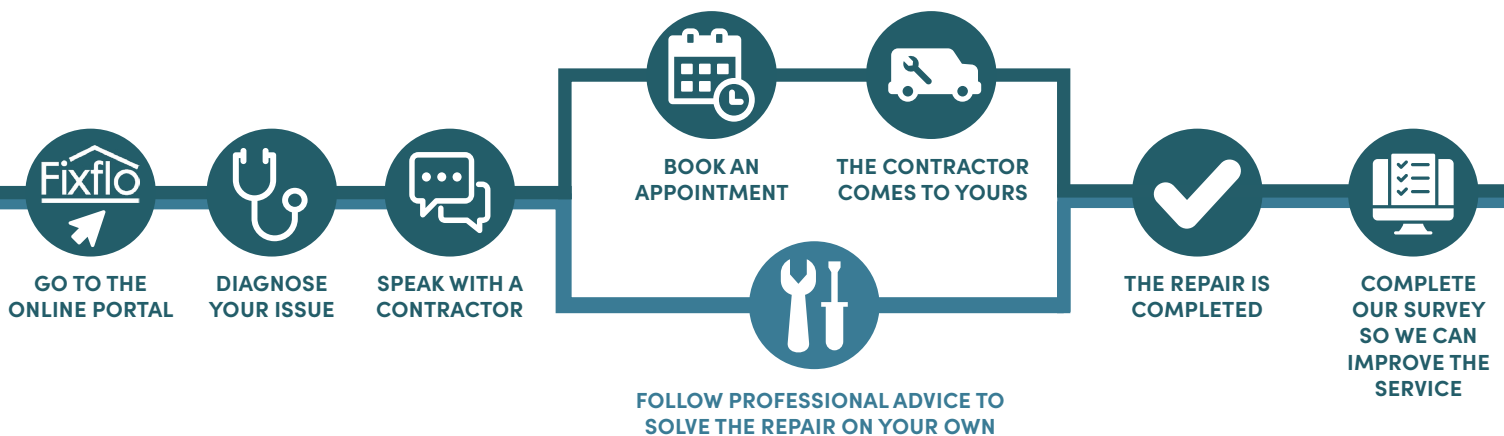 Fixflo
GO TO THE
ONLINE PORTAL
DIAGNOSE
YOUR ISSUE
SPEAK WITH A
CONTRACTOR
BOOK AN
APPOINTMENT
THE CONTRACTOR
COMES TO YOURS
FOLLOW PROFESSIONAL ADVICE TO
SOLVE THE REPAIR ON YOUR OWN
THE REPAIR IS
COMPLETED
COMPLETE
OUR SURVEY
SO WE CAN
IMPROVE THE
SERVICE